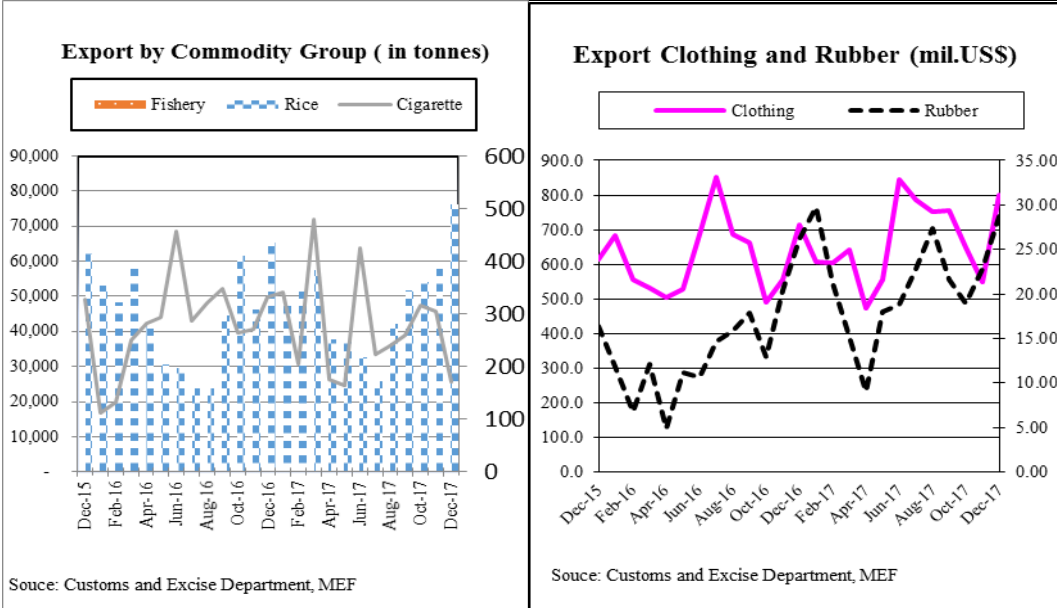 Export by Commodity Group ( in tonnes)
Fishery Rice Cigarette
90,000
80,000
70,000
60,000
50,000
40,000
30,000
20,000
10,000
-
600
500
400
300
200
100
0
Dec-15
Feb-16
Apr-16
Jun-16
Aug-16
Oct-16
Dec-16
Feb-17
Apr-17
Jun-17
Aug-17
Oct-17
Dec-17
Souce: Customs and Excise Department, MEF
Export Clothing and Rubber (mil.US$)
Clothing Rubber
900.0
800.0
700.0
600.0
500.0
400.0
300.0
200.0
100.0
0.0
35.00
30.00
25.00
20.00
15.00
10.00
5.00
0.00
Dec-15
Feb-16
Apr-16
Jun-16
Aug-16
Oct-16
Dec-16
Feb-17
Apr-17
Jun-17
Aug-17
Oct-17
Dec-17
Souce: Customs and Excise Department, MEF